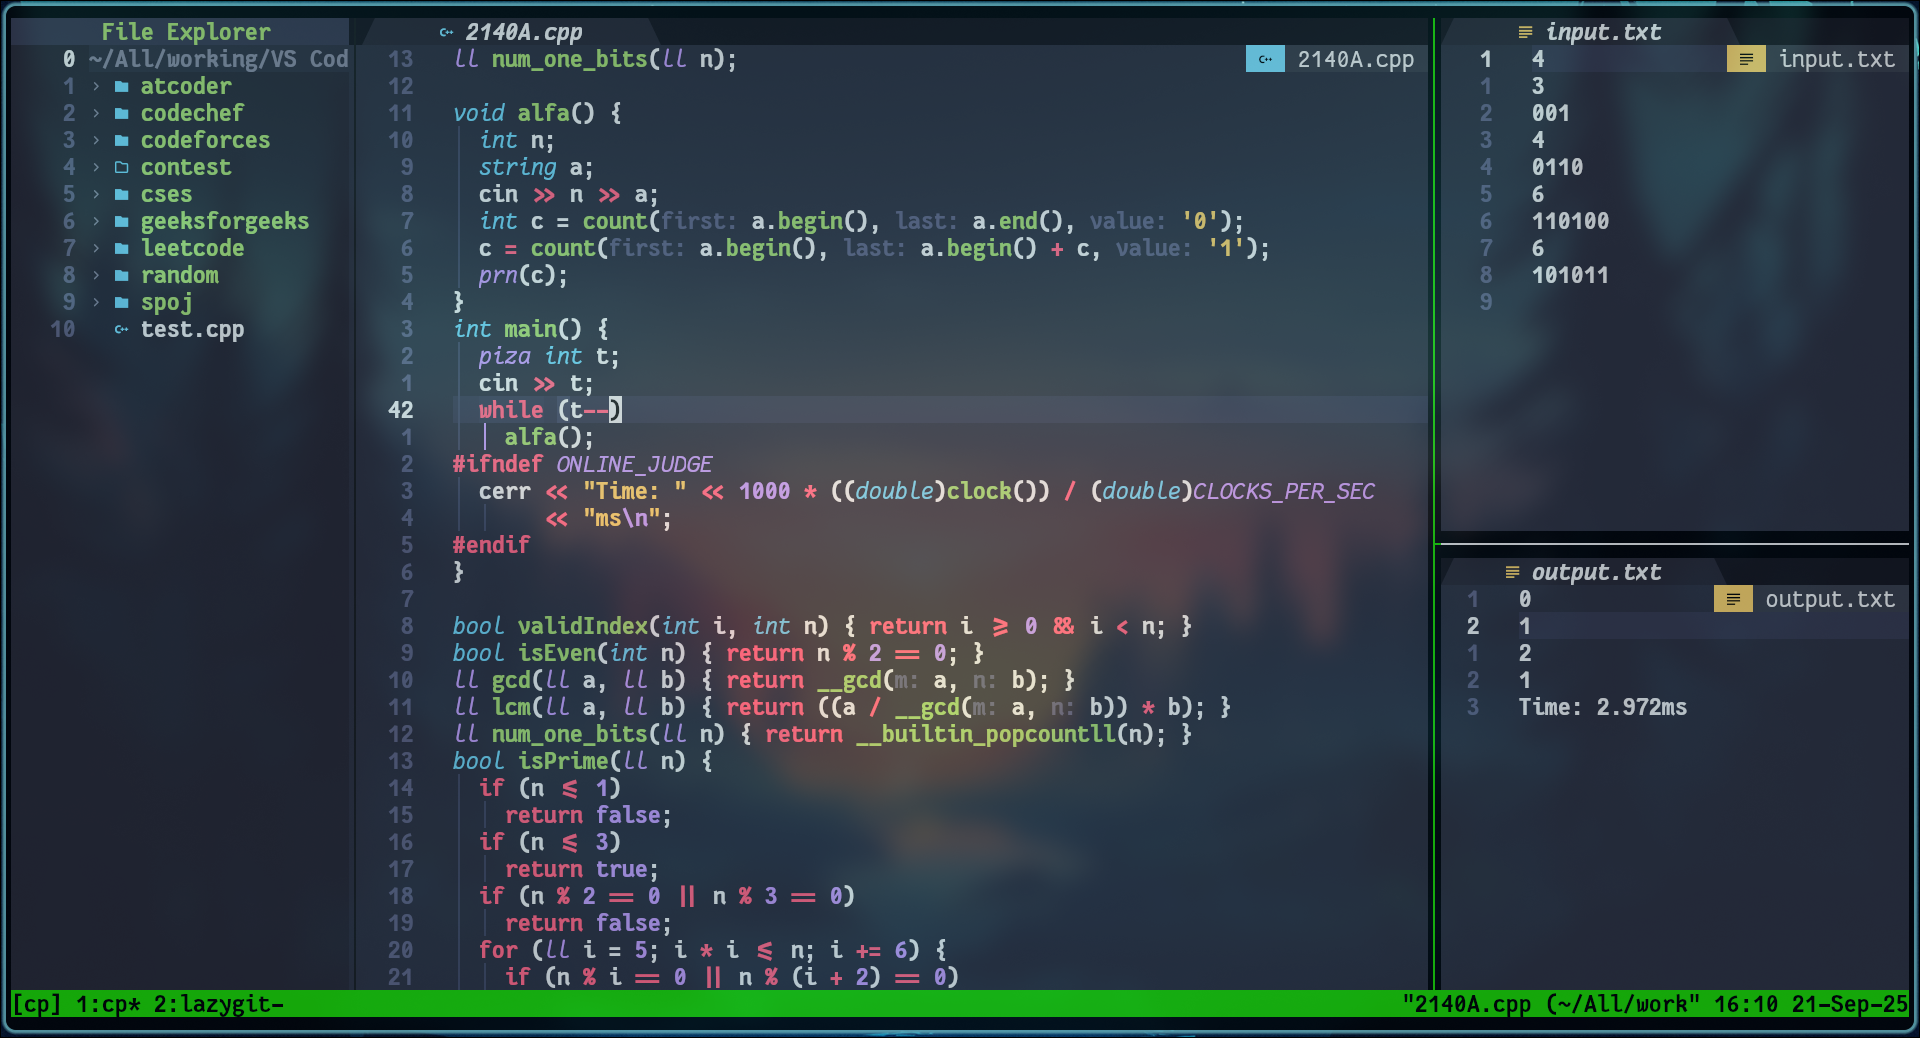 File Explorer
0 ~/All/working/VS Cod
1 › atcoder
2 › codechef
3 › codeforces
4 › contest
5 › cses
6 › geeksforgeeks
7 › leetcode
8 › random
9 › spoj
10 C++ test.cpp
C++ 2140A.cpp
C++ 2140A.cpp
13 ll num_one_bits(ll n);
12
11 void alfa() {
10 int n;
9 string a;
8 cin >> n >> a;
7 int c = count(first: a.begin(), last: a.end(), value: '0');
6 c = count(first: a.begin(), last: a.begin() + c, value: '1');
5 prn(c);
4 }
3 int main() {
2 piza int t;
1 cin >> t;
42 while (t--)
1 alfa();
2 #ifndef ONLINE_JUDGE
3 cerr << "Time: " << 1000 * ((double)clock()) / (double)CLOCKS_PER_SEC
4 << "ms\n";
5 #endif
6 }
7
8 bool validIndex(int i, int n) { return i >= 0 && i < n; }
9 bool isEven(int n) { return n % 2 == 0; }
10 ll gcd(ll a, ll b) { return __gcd(m: a, n: b); }
11 ll lcm(ll a, ll b) { return ((a / __gcd(m: a, n: b)) * b); }
12 ll num_one_bits(ll n) { return __builtin_popcountll(n); }
13 bool isPrime(ll n) {
14 if (n <= 1)
15 return false;
16 if (n <= 3)
17 return true;
18 if (n % 2 == 0 || n % 3 == 0)
19 return false;
20 for (ll i = 5; i * i <= n; i += 6) {
21 if (n % i == 0 || n % (i + 2) == 0)
input.txt
input.txt
1 4
1 3
2 001
3 4
4 0110
5 6
6 110100
7 6
8 101011
9
output.txt
output.txt
1 0
2 1
1 2
2 1
3 Time: 2.972ms
[cp] 1:cp* 2:lazygit-
"2140A.cpp (~/All/work" 16:10 21-Sep-25